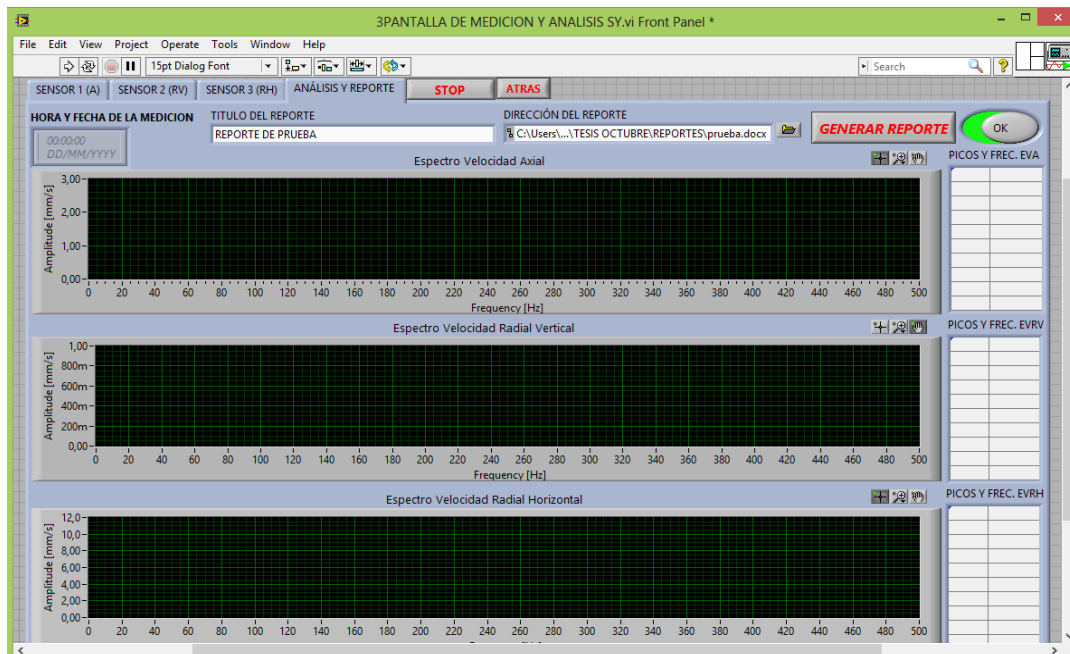 3PANTALLA DE MEDICION Y ANALISIS SY.vi Front Panel *
File Edit View Project Operate Tools Window Help
15pt Dialog Font
Search
SENSOR 1 (A) SENSOR 2 (RV) SENSOR 3 (RH) ANÁLISIS Y REPORTE STOP ATRAS
HORA Y FECHA DE LA MEDICION TITULO DEL REPORTE DIRECCIÓN DEL REPORTE
00:00:00
DD/MM/YYYY
REPORTE DE PRUEBA
C:\Users\...\TESIS OCTUBRE\REPORTES\prueba.docx
GENERAR REPORTE OK
Espectro Velocidad Axial
PICOS Y FREC. EVA
Amplitude [mm/s]
3,00
2,00
1,00
0,00
0 20 40 60 80 100 120 140 160 180 200 220 240 260 280 300 320 340 360 380 400 420 440 460 480 500
Frequency [Hz]
Espectro Velocidad Radial Vertical
PICOS Y FREC. EVRV
Amplitude [mm/s]
1,00
800m
600m
400m
200m
0,00
0 20 40 60 80 100 120 140 160 180 200 220 240 260 280 300 320 340 360 380 400 420 440 460 480 500
Frequency [Hz]
Espectro Velocidad Radial Horizontal
PICOS Y FREC. EVRH
Amplitude [mm/s]
12,0
10,0
8,00
6,00
4,00
2,00
0,00
0 20 40 60 80 100 120 140 160 180 200 220 240 260 280 300 320 340 360 380 400 420 440 460 480 500